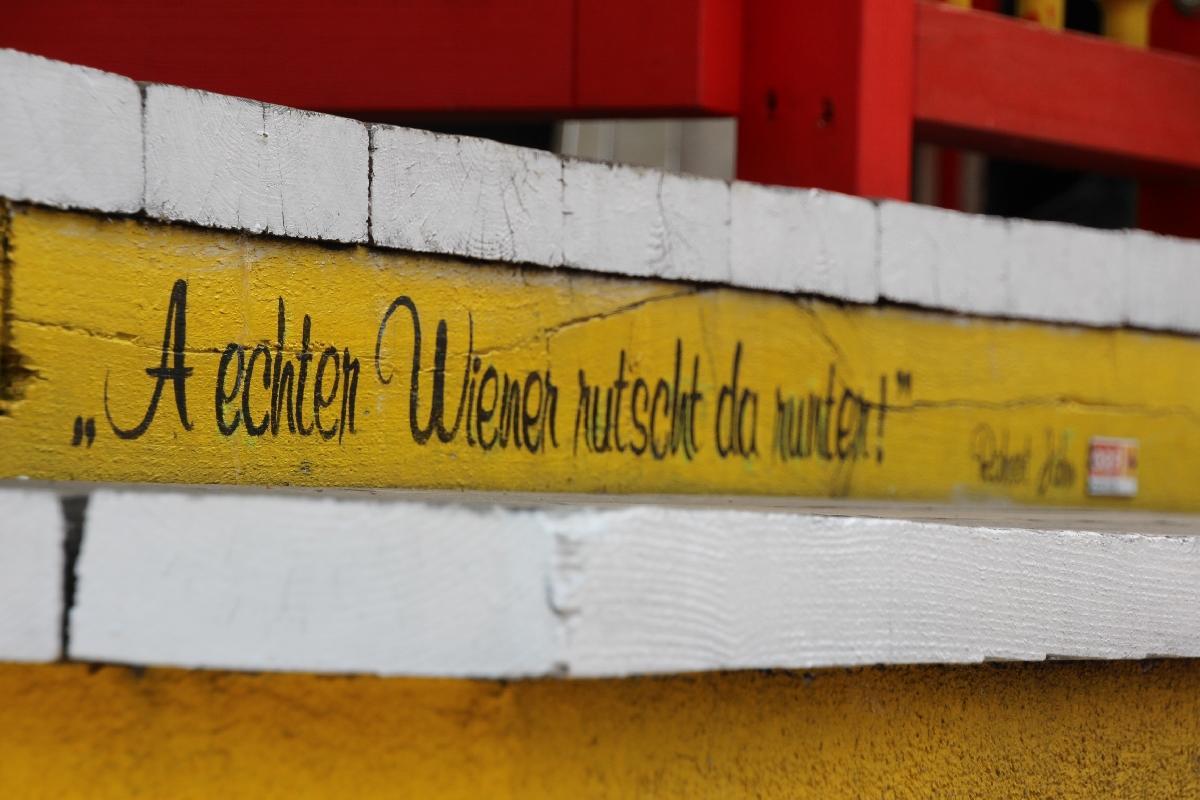 „A echter Wiener rutscht da runter!"